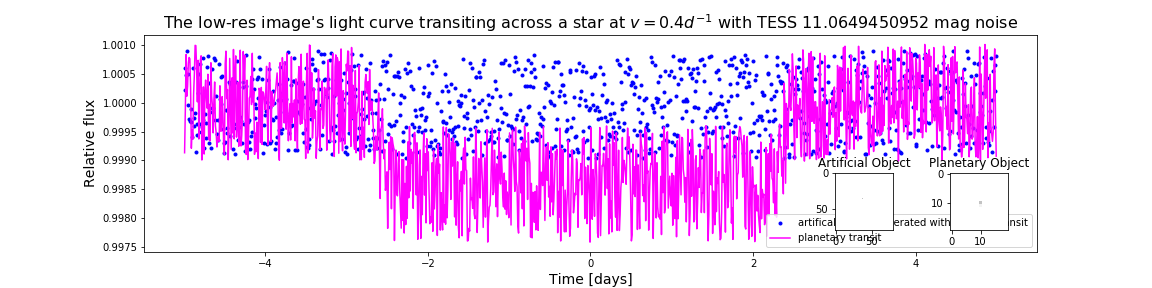 The low-res image's light curve transiting across a star at v = 0.4d⁻¹ with TESS 11.0649450952 mag noise
Relative flux
1.0010
1.0005
1.0000
0.9995
0.9990
0.9985
0.9980
0.9975
Artificial Object Planetary Object
0
50
0 50
0
10
0 10
planetary transit
−4 −2 0 2 4
Time [days]